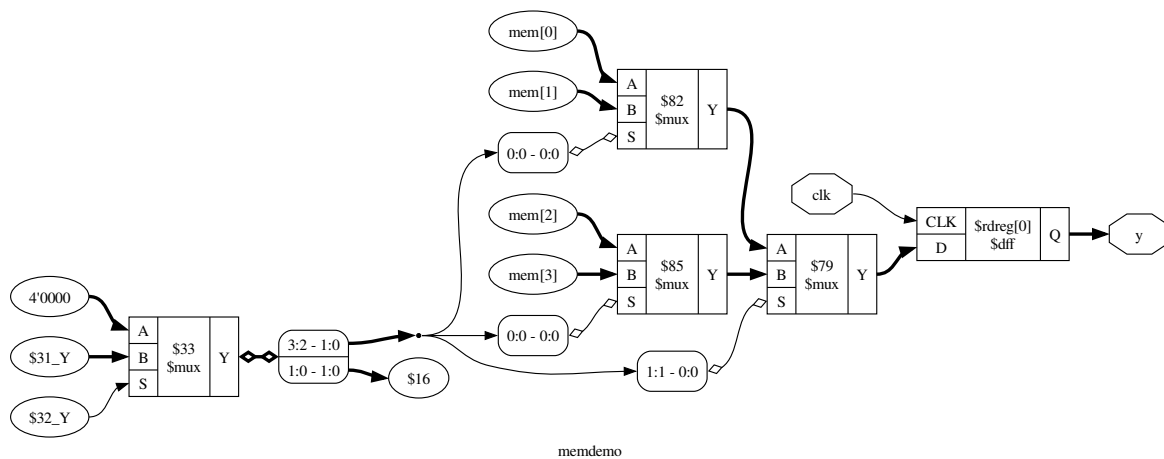 mem[0]
mem[1]
A
B
S
$82
$mux
Y
0:0 - 0:0
mem[2]
mem[3]
A
B
S
$85
$mux
Y
0:0 - 0:0
clk
A
B
S
$79
$mux
Y
CLK
D
$rdreg[0]
$dff
Q
y
4'0000
$31_Y
$32_Y
A
B
S
$33
$mux
Y
3:2 - 1:0
1:0 - 1:0
$16
1:1 - 0:0
memdemo